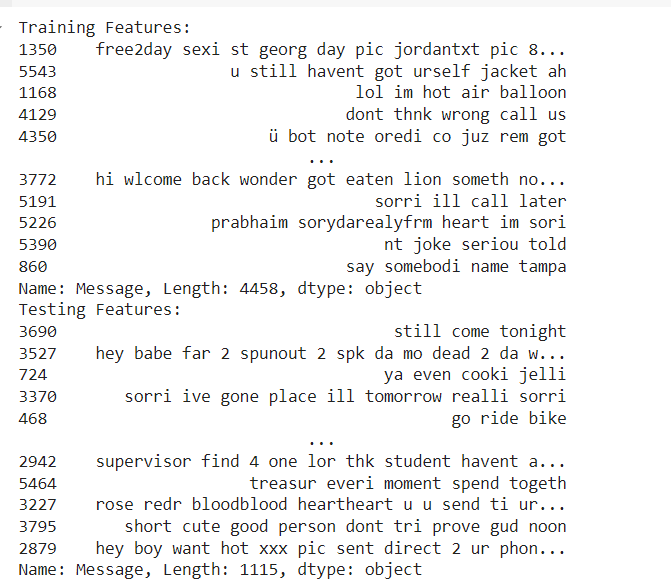 Training Features:
1350    free2day sexi st georg day pic jordantxt pic 8...
5543    u still havent got urself jacket ah
1168    lol im hot air balloon
4129    dont thnk wrong call us
4350    ü bot note oredi co juz rem got
...
3772    hi wlcome back wonder got eaten lion someth no...
5191    sorri ill call later
5226    prabhaim sorydarealyfrm heart im sori
5390    nt joke seriou told
860    say somebodi name tampa
Name: Message, Length: 4458, dtype: object
Testing Features:
3690    still come tonight
3527    hey babe far 2 spunout 2 spk da mo dead 2 da w...
724    ya even cooki jelli
3370    sorri ive gone place ill tomorrow realli sorri
468    go ride bike
...
2942    supervisor find 4 one lor thk student havent a...
5464    treasur everi moment spend togeth
3227    rose redr bloodblood heartheart u u send ti ur...
3795    short cute good person dont tri prove gud noon
2879    hey boy want hot xxx pic sent direct 2 ur phon...
Name: Message, Length: 1115, dtype: object